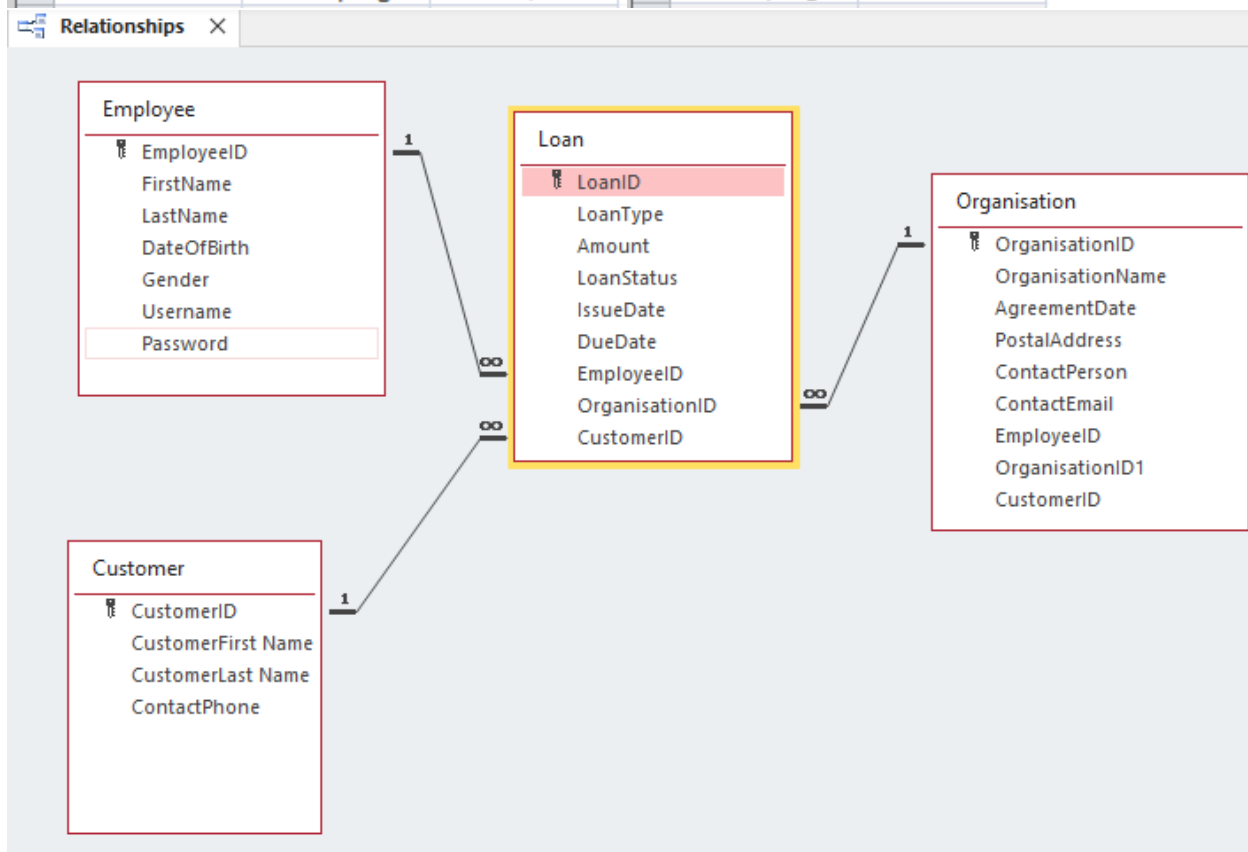 Relationships
Employee
EmployeeID
FirstName
LastName
DateOfBirth
Gender
Username
Password
1
∞
Loan
LoanID
LoanType
Amount
LoanStatus
IssueDate
DueDate
EmployeeID
OrganisationID
CustomerID
1
∞
Organisation
OrganisationID
OrganisationName
AgreementDate
PostalAddress
ContactPerson
ContactEmail
EmployeeID
OrganisationID1
CustomerID
∞
1
Customer
CustomerID
CustomerFirst Name
CustomerLast Name
ContactPhone